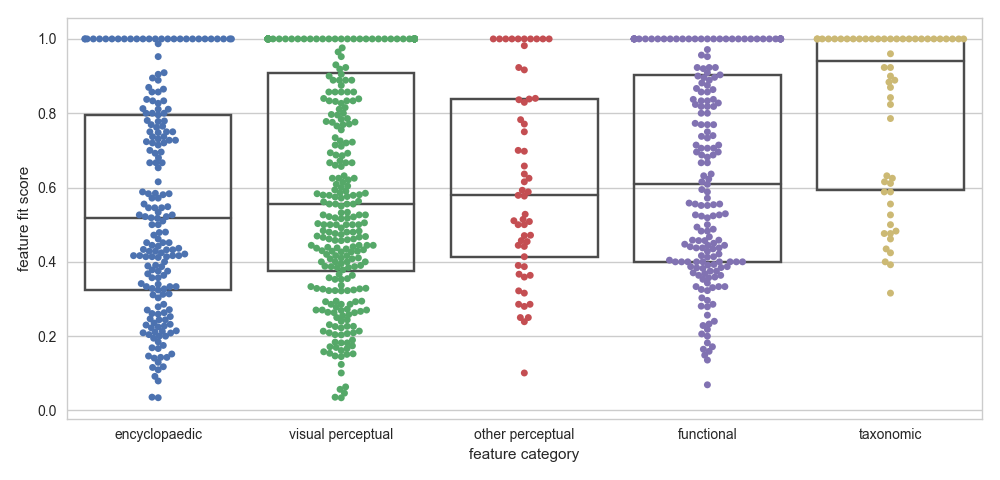 1.0
0.8
0.6
0.4
0.2
0.0
feature fit score
encyclopaedic
visual perceptual
other perceptual
functional
taxonomic
feature category